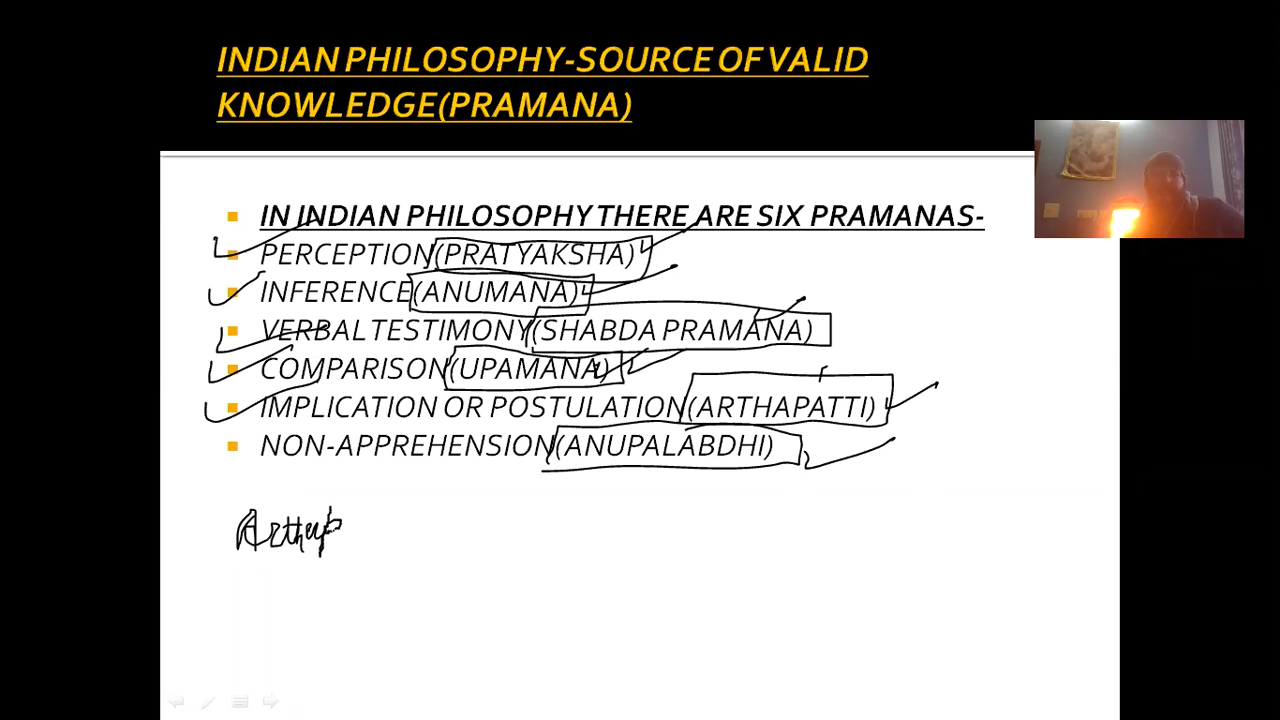 INDIAN PHILOSOPHY-SOURCE OF VALID
KNOWLEDGE(PRAMANA)
IN INDIAN PHILOSOPHY THERE ARE SIX PRAMANAS-
PERCEPTION(PRATYAKSHA)
INFERENCE(ANUMANA)
VERBAL TESTIMONY(SHABDA PRAMANA)
COMPARISON(UPAMANA)
IMPLICATION OR POSTULATION(ARTHAPATTI)
NON-APPREHENSION(ANUPALABDHI)